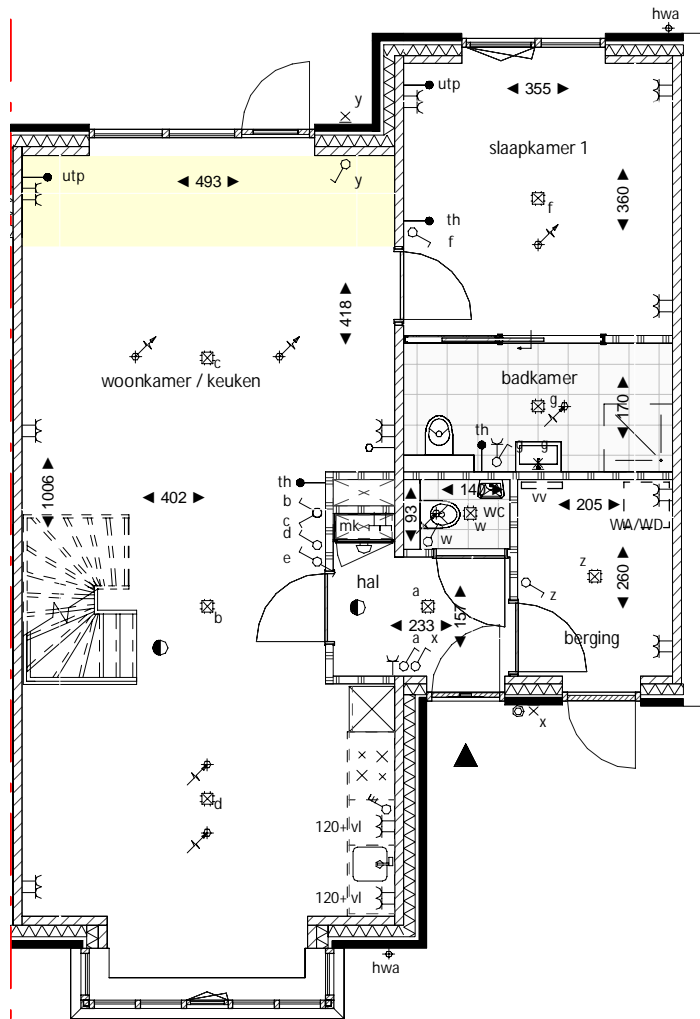 hwa
y
utp
355
slaapkamer 1
utp
493
y
f
360
th
f
418
c
woonkamer / keuken
badkamer
g
170
th
g
g
1006
402
th
b
c
d
e
mk
93
147
wc
w
w
vv
205
WA/WD
hal
a
z
z
260
b
233
157
a
x
berging
x
d
120+ vl
120+ vl
hwa